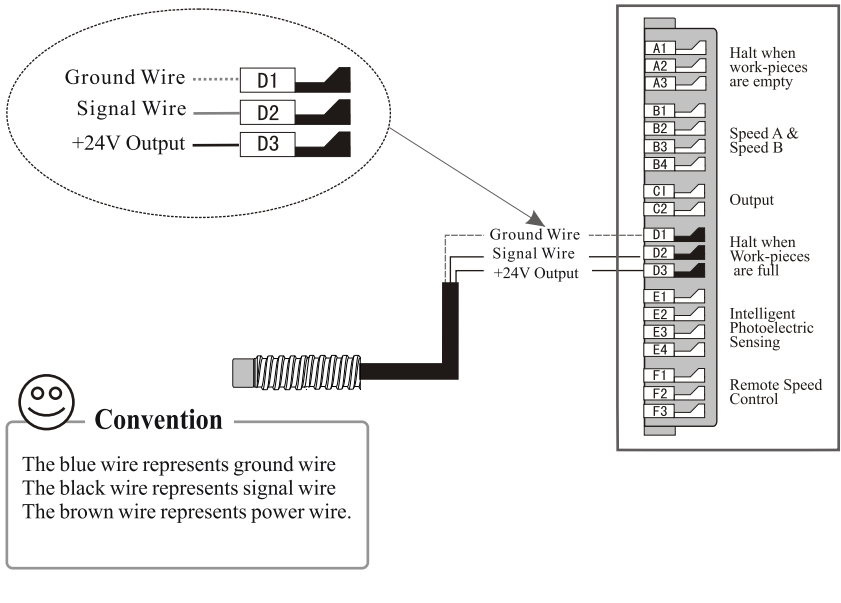 Ground Wire D1
Signal Wire D2
+24V Output D3
Ground Wire
Signal Wire
+24V Output
A1
A2
A3
Halt when
work-pieces
are empty
B1
B2
B3
B4
Speed A &
Speed B
C1
C2
Output
D1
D2
D3
Halt when
Work-pieces
are full
E1
E2
E3
E4
Intelligent
Photoelectric
Sensing
F1
F2
F3
Remote Speed
Control
Convention
The blue wire represents ground wire
The black wire represents signal wire
The brown wire represents power wire.